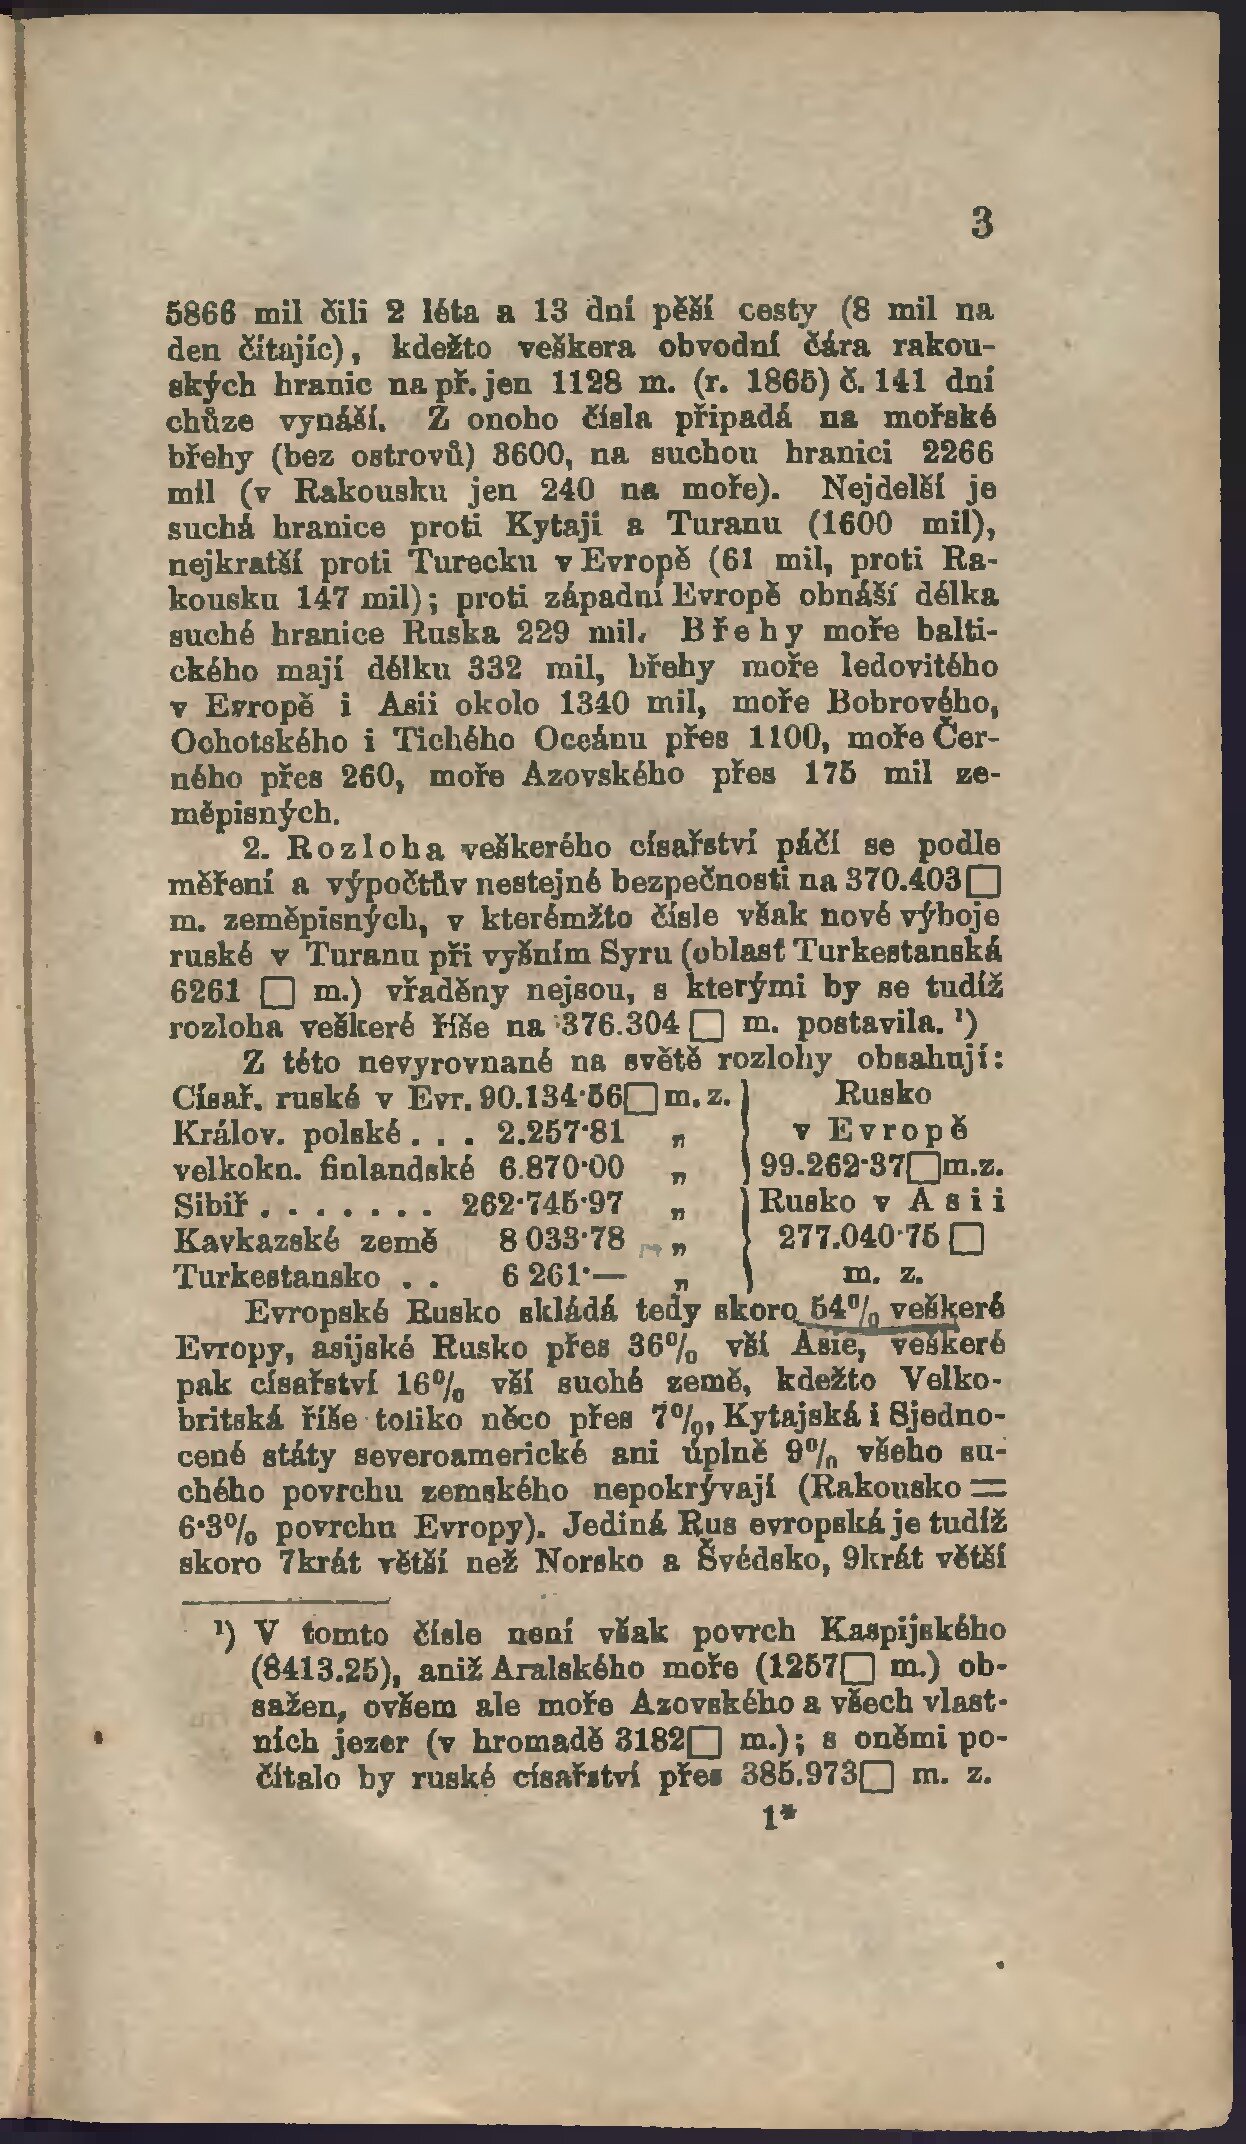 3
5866 mil čili 2 léta a 13 dní pěší cesty (8 mil na
den čítajíc), kdežto veškera obvodní čára rakou-
ských hranic na př. jen 1128 m. (r. 1865) č. 141 dní
chůze vynáší. Z onoho čísla připadá na mořské
břehy (bez ostrovů) 3600, na suchou hranici 2266
mil (v Rakousku jen 240 na moře). Nejdelší je
suchá hranice proti Kytaji a Turanu (1600 mil),
nejkratší proti Turecku v Evropě (61 mil, proti Ra-
kousku 147 mil); proti západní Evropě obnáší délka
suché hranice Ruska 229 mil. Břehy moře balti-
ckého mají délku 332 mil, břehy moře ledovitého
v Evropě i Asii okolo 1340 mil, moře Bobrového,
Ochotského i Tichého Oceánu přes 1100, moře Čer-
ného přes 260, moře Azovského přes 175 mil ze-
měpisných.
2. Rozloha veškerého císařství páčí se podle
měření a výpočtův nestejné bezpečnosti na 370.403 □
m. zeměpisných, v kterémžto čísle však nové výboje
ruské v Turanu při vyšním Syru (oblast Turkestanská
6261 □ m.) vřaděny nejsou, s kterými by se tudíž
rozloha veškeré říše na 376.304 □ m. postavila. ¹)
Z této nevyrovnané na světě rozlohy obsahují:
Císař. ruské v Evr. 90.134·56 □ m. z. } Rusko
Králov. polské . . . 2.257·81 „ } v Evropě
velkokn. finlandské 6.870·00 „ } 99.262·37 □ m. z.
Sibiř . . . . . . . 262·745·97 „ } Rusko v Asii
Kavkazské země 8 033·78 „ } 277.040·75 □
Turkestansko . . 6 261·— „ } m. z.
Evropské Rusko skládá tedy skoro 54% veškeré
Evropy, asijské Rusko přes 36% vší Asie, veškeré
pak císařství 16% vší suché země, kdežto Velko-
britská říše toliko něco přes 7%, Kytajská i Sjedno-
cené státy severoamerické ani úplně 9% všeho su-
chého povrchu zemského nepokrývají (Rakousko =
6·3% povrchu Evropy). Jediná Rus evropská je tudíž
skoro 7krát větší než Norsko a Švédsko, 9krát větší
¹) V tomto čísle není však povrch Kaspijského
(8413.25), aniž Aralského moře (1257 □ m.) ob-
sažen, ovšem ale moře Azovského a všech vlast-
ních jezer (v hromadě 3182 □ m.); s oněmi po-
čítalo by ruské císařství přes 385.973 □ m. z.
1*